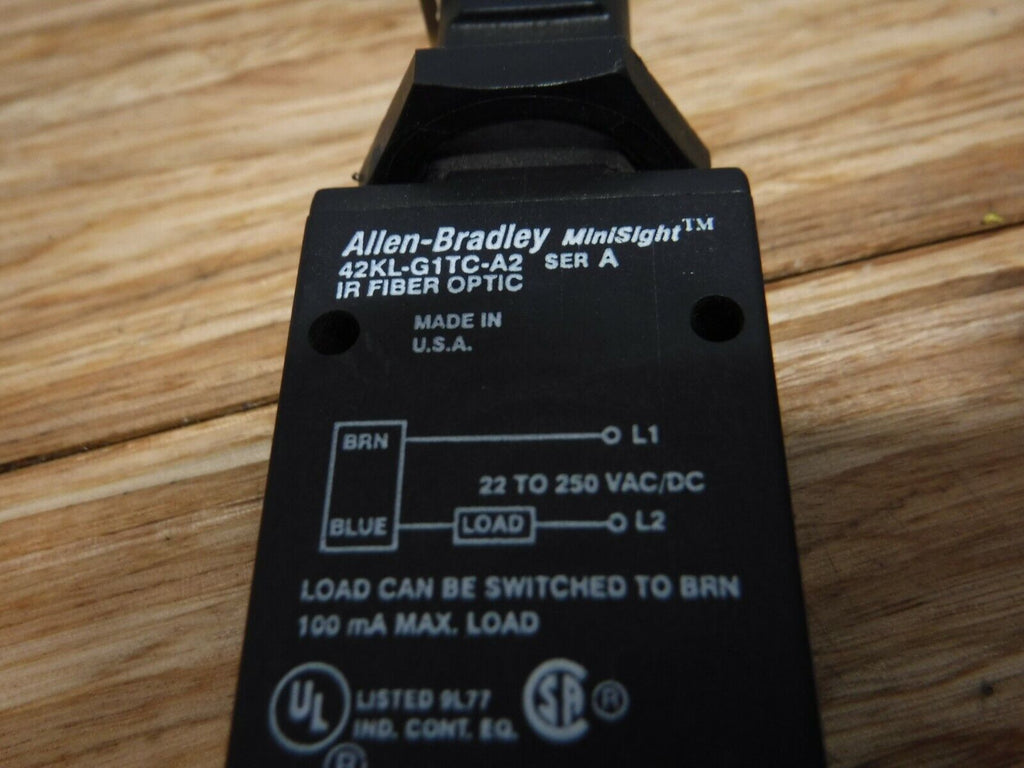 Allen-Bradley MiniSight™
42KL-G1TC-A2 SER A
IR FIBER OPTIC
MADE IN
U.S.A.
BRN L1
22 TO 250 VAC/DC
BLUE LOAD L2
LOAD CAN BE SWITCHED TO BRN
100 mA MAX. LOAD
UL LISTED 9L77 SA ®
IND. CONT. EQ.
®